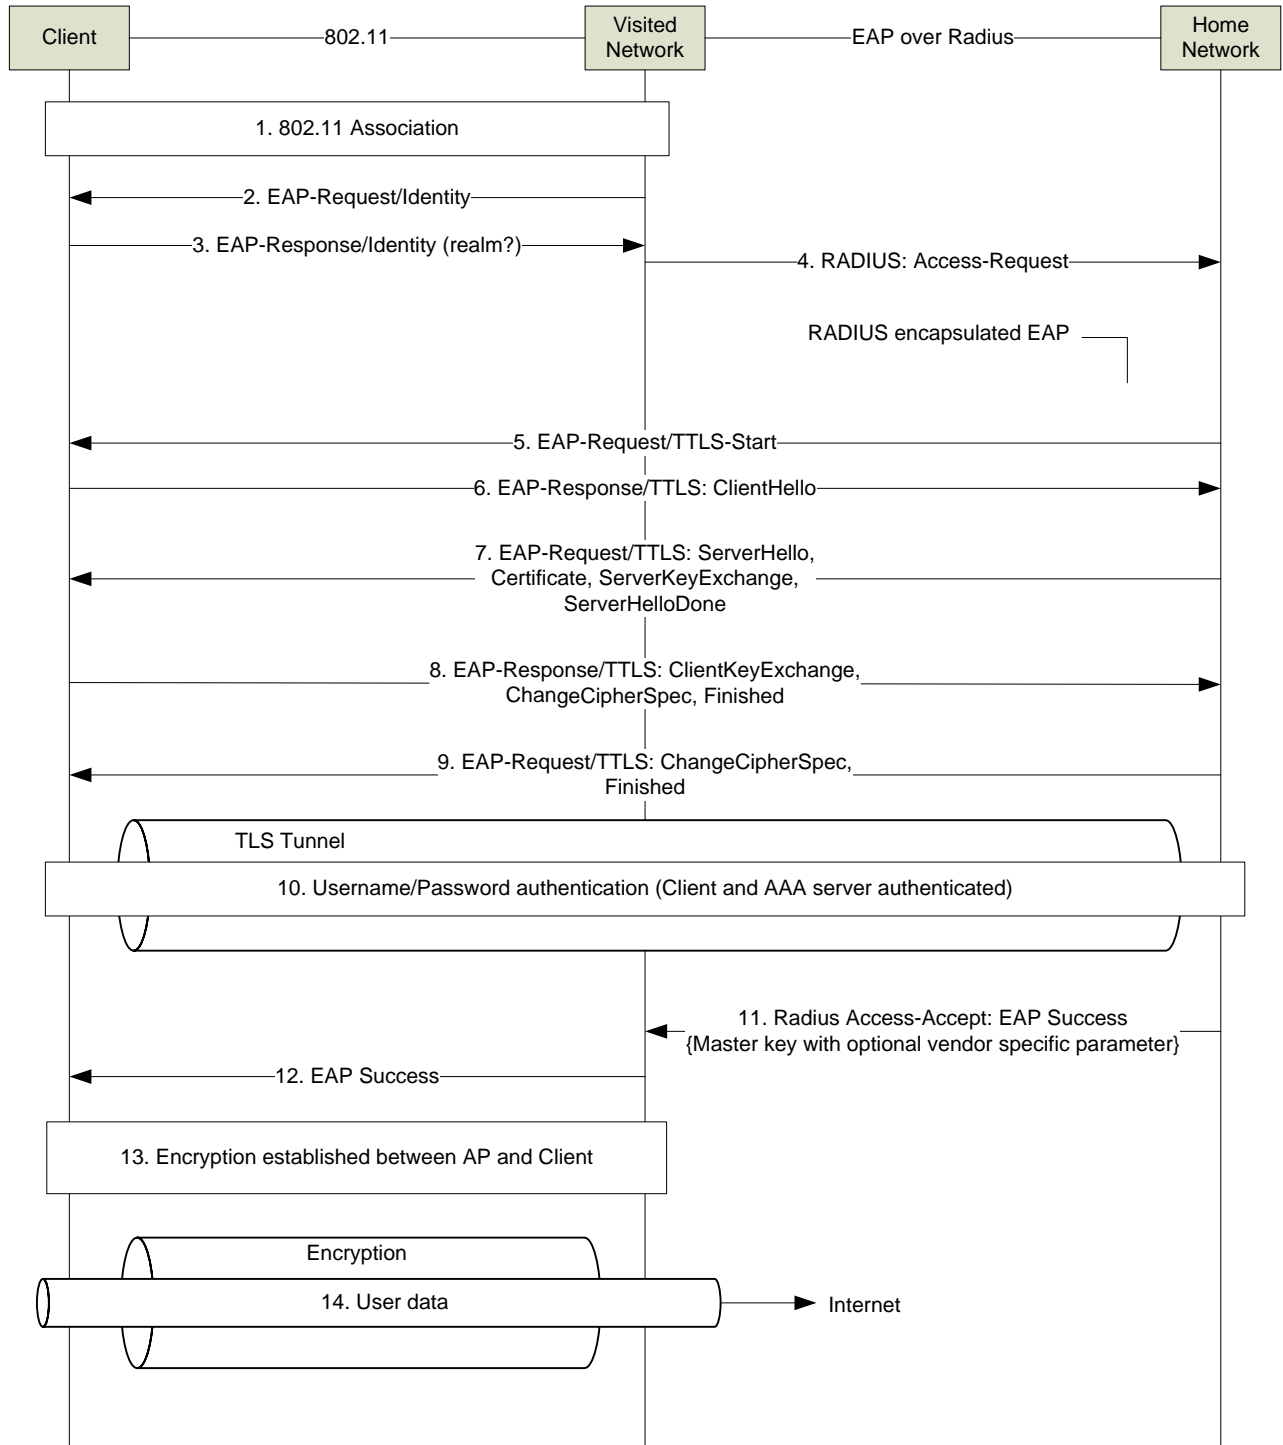 Client
802.11
Visited
Network
EAP over Radius
Home
Network
1. 802.11 Association
2. EAP-Request/Identity
3. EAP-Response/Identity (realm?)
4. RADIUS: Access-Request
RADIUS encapsulated EAP
5. EAP-Request/TTLS-Start
6. EAP-Response/TTLS: ClientHello
7. EAP-Request/TTLS: ServerHello,
Certificate, ServerKeyExchange,
ServerHelloDone
8. EAP-Response/TTLS: ClientKeyExchange,
ChangeCipherSpec, Finished
9. EAP-Request/TTLS: ChangeCipherSpec,
Finished
TLS Tunnel
10. Username/Password authentication (Client and AAA server authenticated)
11. Radius Access-Accept: EAP Success
{Master key with optional vendor specific parameter}
12. EAP Success
13. Encryption established between AP and Client
Encryption
14. User data
Internet